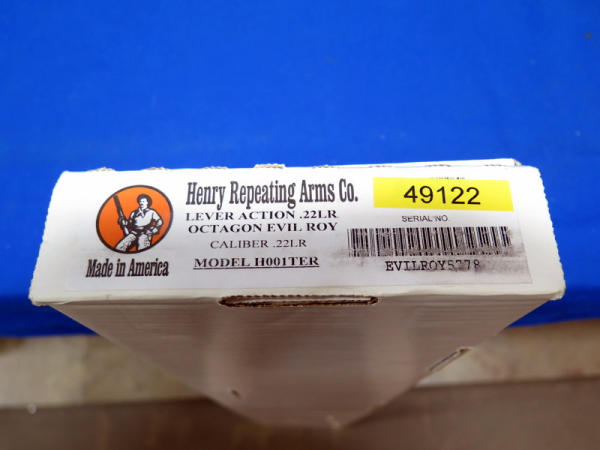 Henry Repeating Arms Co.
LEVER ACTION .22LR
OCTAGON EVIL ROY
CALIBER .22LR
MODEL H001TER
Made in America
49122
SERIAL NO.
EVILROY5778